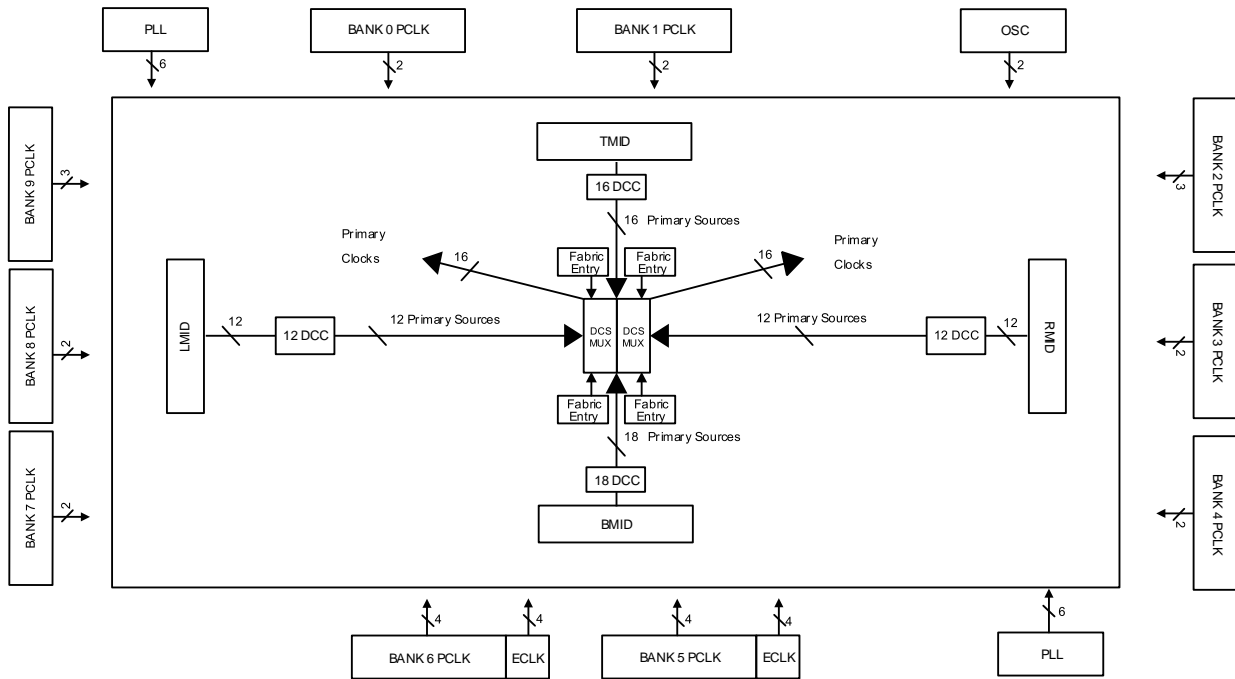 PLL
BANK 0 PCLK
BANK 1 PCLK
OSC
6
2
2
2
BANK 9 PCLK
3
BANK 2 PCLK
3
TMID
16 DCC
16 Primary Sources
Primary
Clocks
16
Fabric
Entry
Fabric
Entry
16
Primary
Clocks
BANK 8 PCLK
2
LMID
12
12 DCC
12 Primary Sources
DCS
MUX
DCS
MUX
12 Primary Sources
12 DCC
12
RMID
BANK 3 PCLK
2
Fabric
Entry
Fabric
Entry
18 Primary Sources
18 DCC
BMID
BANK 7 PCLK
2
BANK 4 PCLK
2
4
4
4
4
6
BANK 6 PCLK
ECLK
BANK 5 PCLK
ECLK
PLL